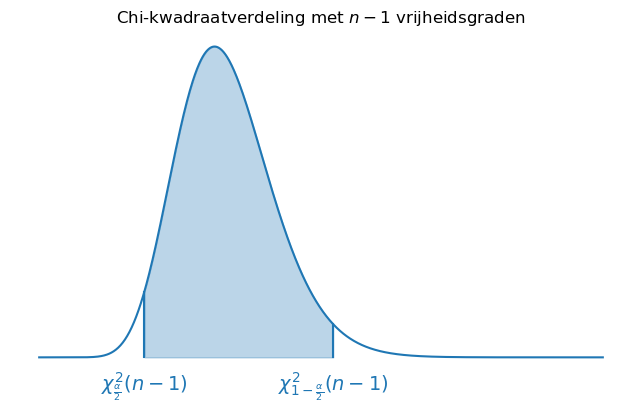 Chi-kwadraatverdeling met n − 1 vrijheidsgraden
χ²_{α/2}(n − 1) χ²_{1−α/2}(n − 1)